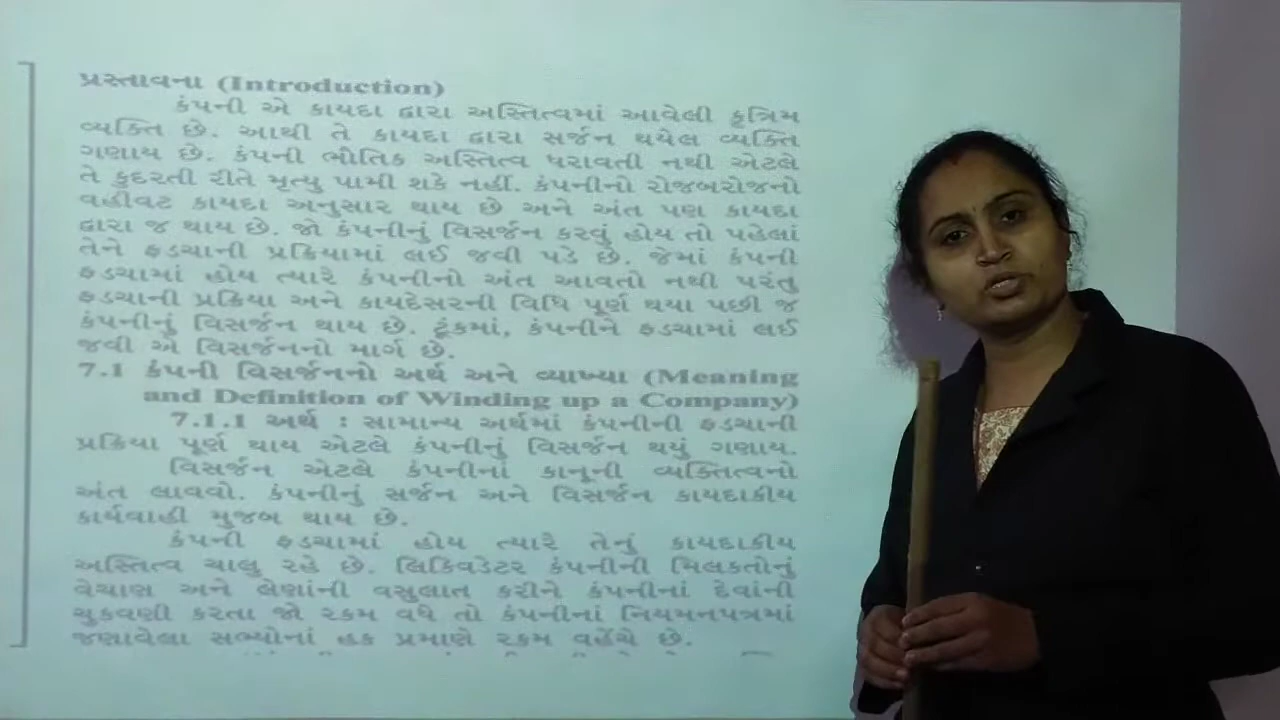 પ્રસ્તાવના (Introduction)
કંપની એ કાયદા દ્વારા અસ્તિત્વમાં આવેલી કૃત્રિમ
વ્યક્તિ છે. આથી તે કાયદા દ્વારા સર્જન થયેલ વ્યક્તિ
ગણાય છે. કંપની ભૌતિક અસ્તિત્વ ધરાવતી નથી એટલે
તે કુદરતી રીતે મૃત્યુ પામી શકે નહીં. કંપનીનો રોજબરોજનો
વહીવટ કાયદા અનુસાર થાય છે અને અંત પણ કાયદા
દ્વારા જ થાય છે. જો કંપનીનું વિસર્જન કરવું હોય તો પહેલાં
તેને ફડચાની પ્રક્રિયામાં લઈ જવી પડે છે. જેમાં કંપની
ફડચામાં હોય ત્યારે કંપનીનો અંત આવતો નથી પરંતુ
ફડચાની પ્રક્રિયા અને કાયદેસરની વિધિ પૂર્ણ થયા પછી જ
કંપનીનું વિસર્જન થાય છે. ટૂંકમાં, કંપનીને ફડચામાં લઈ
જવી એ વિસર્જનનો માર્ગ છે.
7.1 કંપની વિસર્જનનો અર્થ અને વ્યાખ્યા (Meaning
and Definition of Winding up a Company)
7.1.1 અર્થ : સામાન્ય અર્થમાં કંપનીની ફડચાની
પ્રક્રિયા પૂર્ણ થાય એટલે કંપનીનું વિસર્જન થયું ગણાય.
વિસર્જન એટલે કંપનીનાં કાનૂની વ્યક્તિત્વનો
અંત લાવવો. કંપનીનું સર્જન અને વિસર્જન કાયદાકીય
કાર્યવાહી મુજબ થાય છે.
કંપની ફડચામાં હોય ત્યારે તેનું કાયદાકીય
અસ્તિત્વ ચાલુ રહે છે. લિક્વિડેટર કંપનીની મિલકતોનું
વેચાણ અને લેણાંની વસુલાત કરીને કંપનીનાં દેવાંની
ચુકવણી કરતા જો રકમ વધે તો કંપનીનાં નિયમનપત્રમાં
જણાવેલા સભ્યોનાં હક પ્રમાણે રકમ વહેંચે છે.